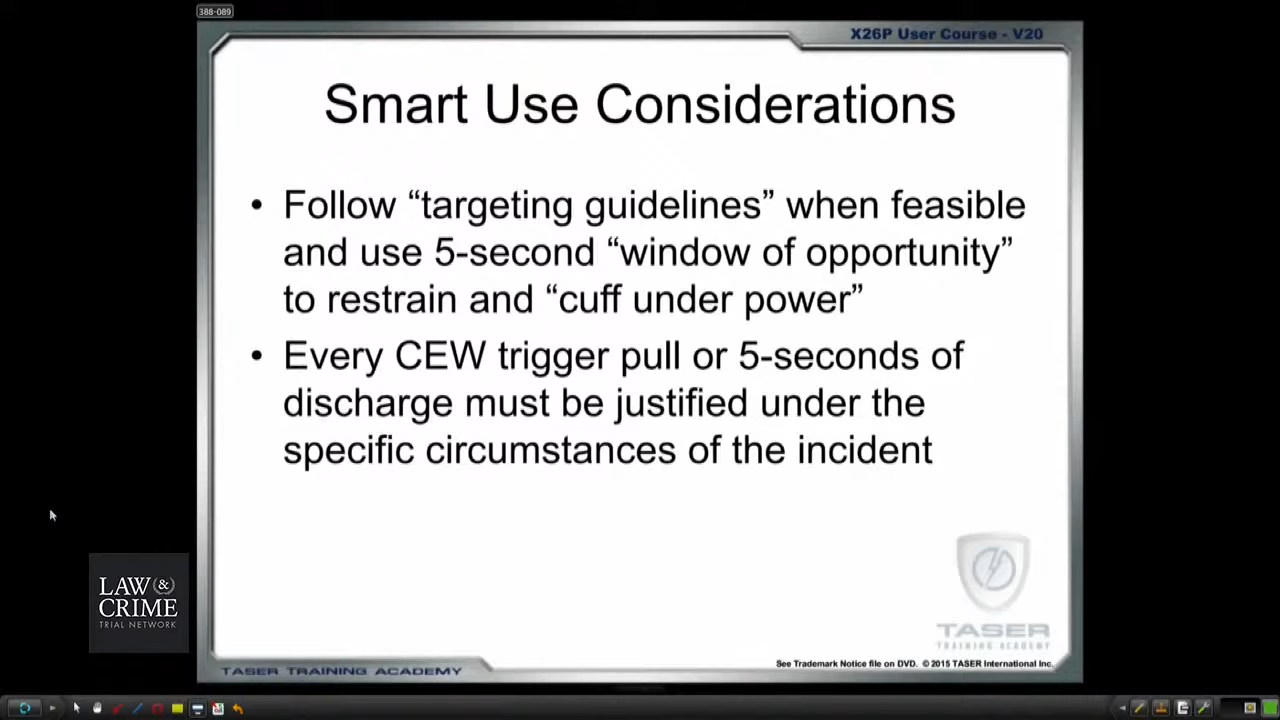 388-089
X26P User Course - V20
Smart Use Considerations
• Follow “targeting guidelines” when feasible
and use 5-second “window of opportunity”
to restrain and “cuff under power”
• Every CEW trigger pull or 5-seconds of
discharge must be justified under the
specific circumstances of the incident
LAW &
CRIME
TRIAL NETWORK
TASER
TRAINING ACADEMY
TASER TRAINING ACADEMY
See Trademark Notice file on DVD. © 2015 TASER International Inc.